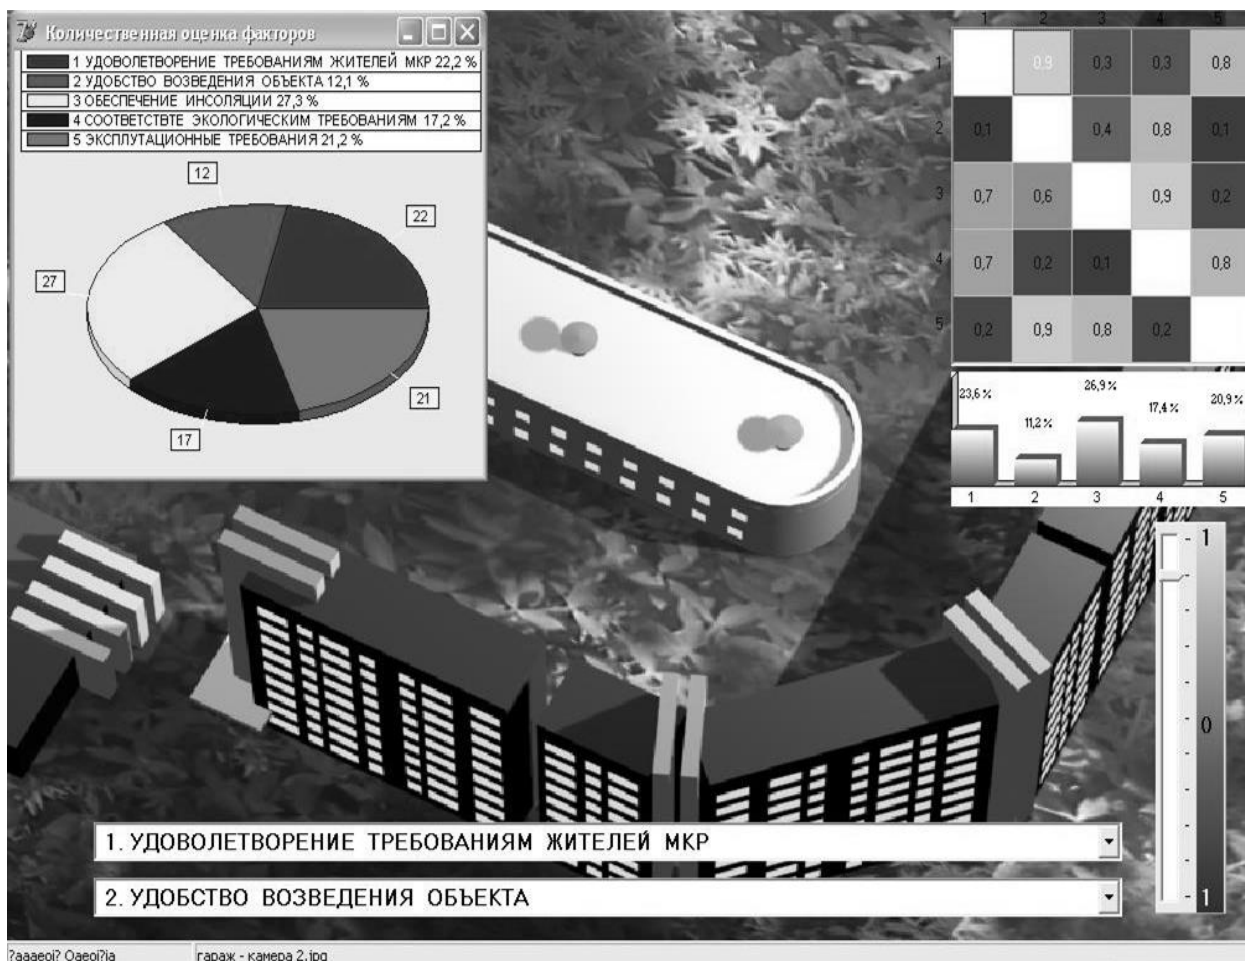 Количественная оценка факторов
1 УДОВОЛЕТВОРЕНИЕ ТРЕБОВАНИЯМ ЖИТЕЛЕЙ МКР 22,2 %
2 УДОБСТВО ВОЗВЕДЕНИЯ ОБЪЕКТА 12,1 %
3 ОБЕСПЕЧЕНИЕ ИНСОЛЯЦИИ 27,3 %
4 СООТВЕТСТВТЕ ЭКОЛОГИЧЕСКИМ ТРЕБОВАНИЯМ 17,2 %
5 ЭКСПЛУТАЦИОННЫЕ ТРЕБОВАНИЯ 21,2 %
12
22
27
21
17
1 2 3 4 5
1 0,9 0,3 0,3 0,8
2 0,1 0,4 0,8 0,1
3 0,7 0,6 0,9 0,2
4 0,7 0,2 0,1 0,8
5 0,2 0,9 0,8 0,2
23,6 % 11,2 % 26,9 % 17,4 % 20,9 %
1 2 3 4 5
1
0
1
1. УДОВОЛЕТВОРЕНИЕ ТРЕБОВАНИЯМ ЖИТЕЛЕЙ МКР
2. УДОБСТВО ВОЗВЕДЕНИЯ ОБЪЕКТА
?aaaeoi? Oaeoi?ia гараж - камера 2.jpg